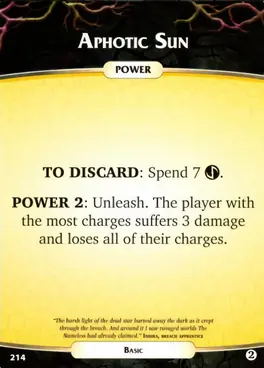 APHOTIC SUN
POWER
TO DISCARD: Spend 7 .
POWER 2: Unleash. The player with
the most charges suffers 3 damage
and loses all of their charges.
"The harsh light of the dead star burned away the dark as it crept
through the breach. And around it I saw ravaged worlds The
Nameless had already claimed." INDIRA, BREACH APPRENTICE
BASIC
214
2